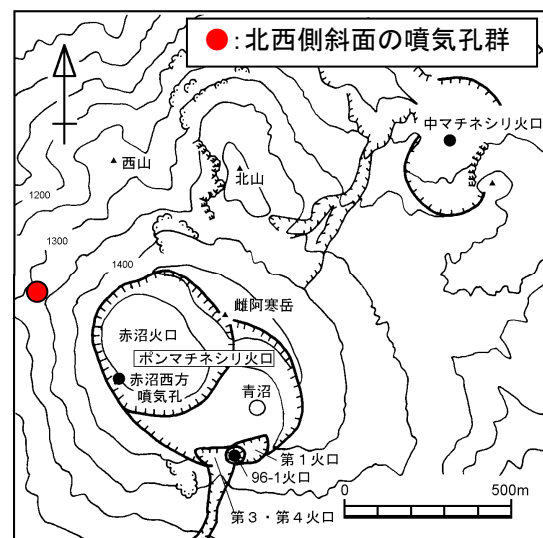 ●:北西側斜面の噴気孔群
中マチネシリ火口
西山
北山
1200
1300
1400
雌阿寒岳
赤沼火口
ポンマチネシリ火口
赤沼西方
噴気孔
青沼
第1火口
96-1火口
第3・第4火口
0
500m